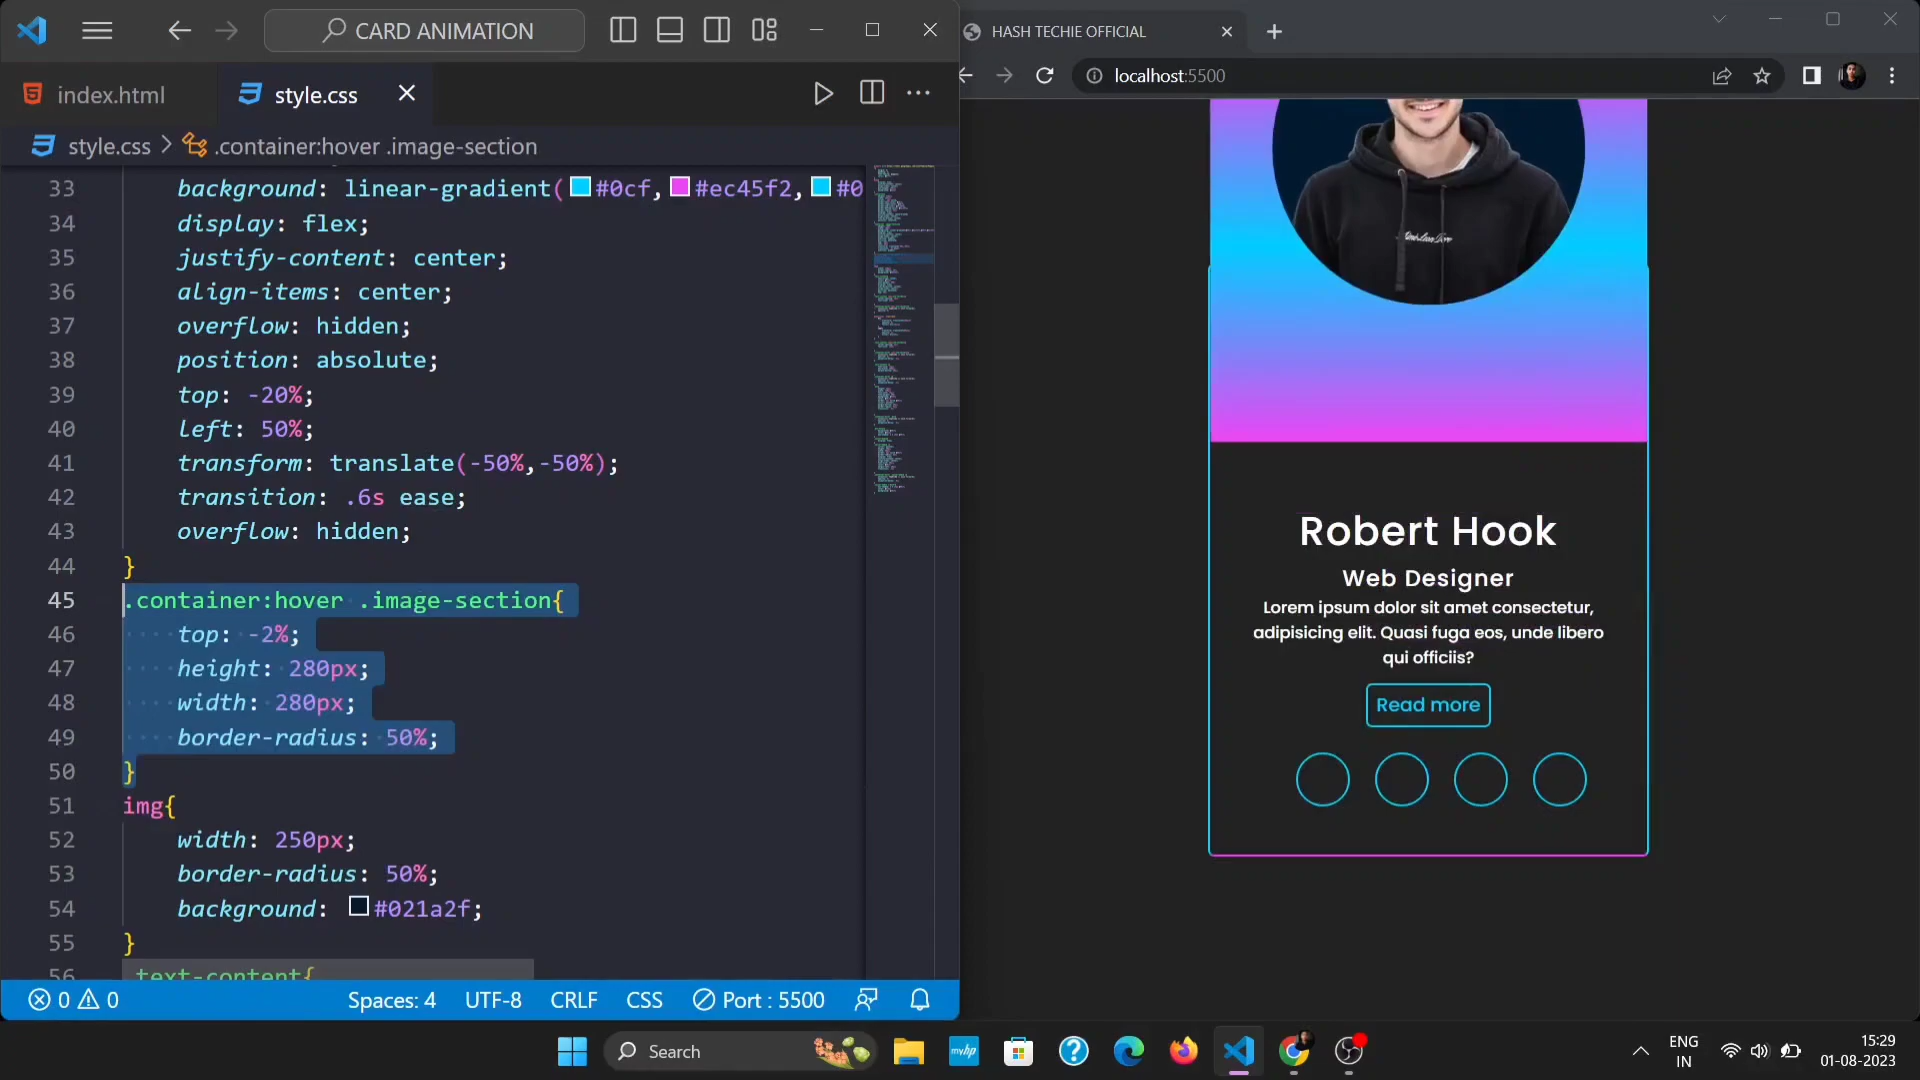 CARD ANIMATION
index.html
style.css
style.css > .container:hover .image-section
33 background: linear-gradient(#0cf,#ec45f2,#0
34 display: flex;
35 justify-content: center;
36 align-items: center;
37 overflow: hidden;
38 position: absolute;
39 top: -20%;
40 left: 50%;
41 transform: translate(-50%,-50%);
42 transition: .6s ease;
43 overflow: hidden;
44 }
45 .container:hover .image-section{
46 top: -2%;
47 height: 280px;
48 width: 280px;
49 border-radius: 50%;
50 }
51 img{
52 width: 250px;
53 border-radius: 50%;
54 background: #021a2f;
55 }
56 .text-content{
0 0
Spaces: 4
UTF-8
CRLF
CSS
Port : 5500
HASH TECHIE OFFICIAL
localhost:5500
Robert Hook
Web Designer
Lorem ipsum dolor sit amet consectetur,
adipisicing elit. Quasi fuga eos, unde libero
qui officiis?
Read more
Search
myhp
ENG
IN
15:29
01-08-2023